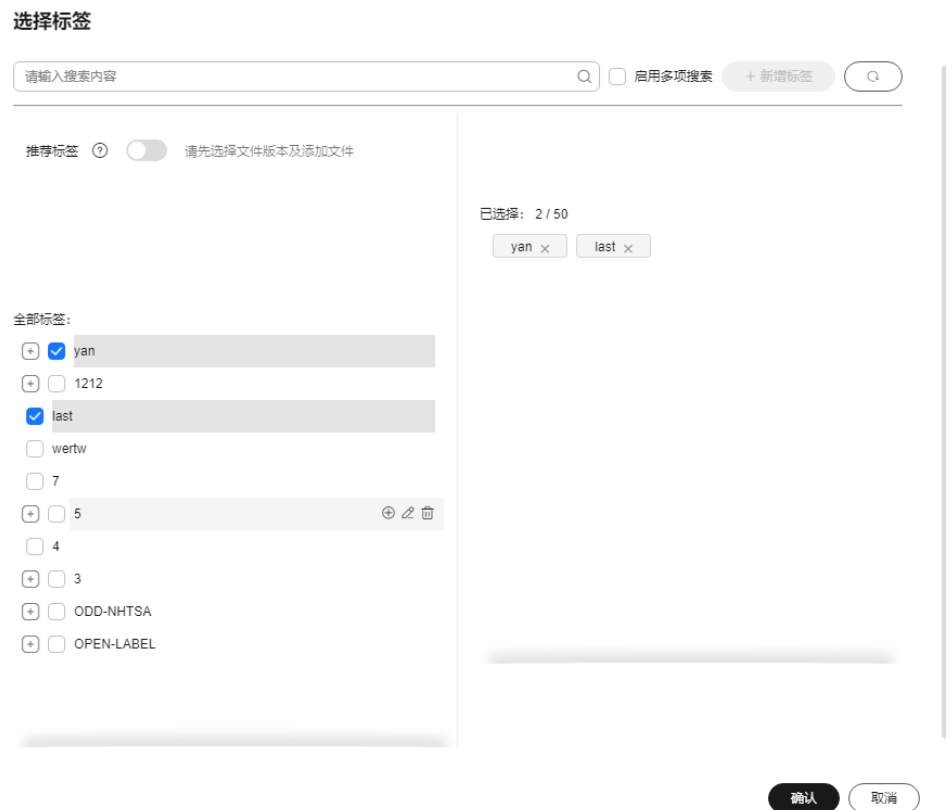 选择标签
请输入搜索内容 启用多项搜索 + 新增标签
推荐标签 ? 请先选择文件版本及添加文件
已选择： 2 / 50
yan × last ×
全部标签：
yan
1212
last
wertw
7
5
4
3
ODD-NHTSA
OPEN-LABEL
确认 取消